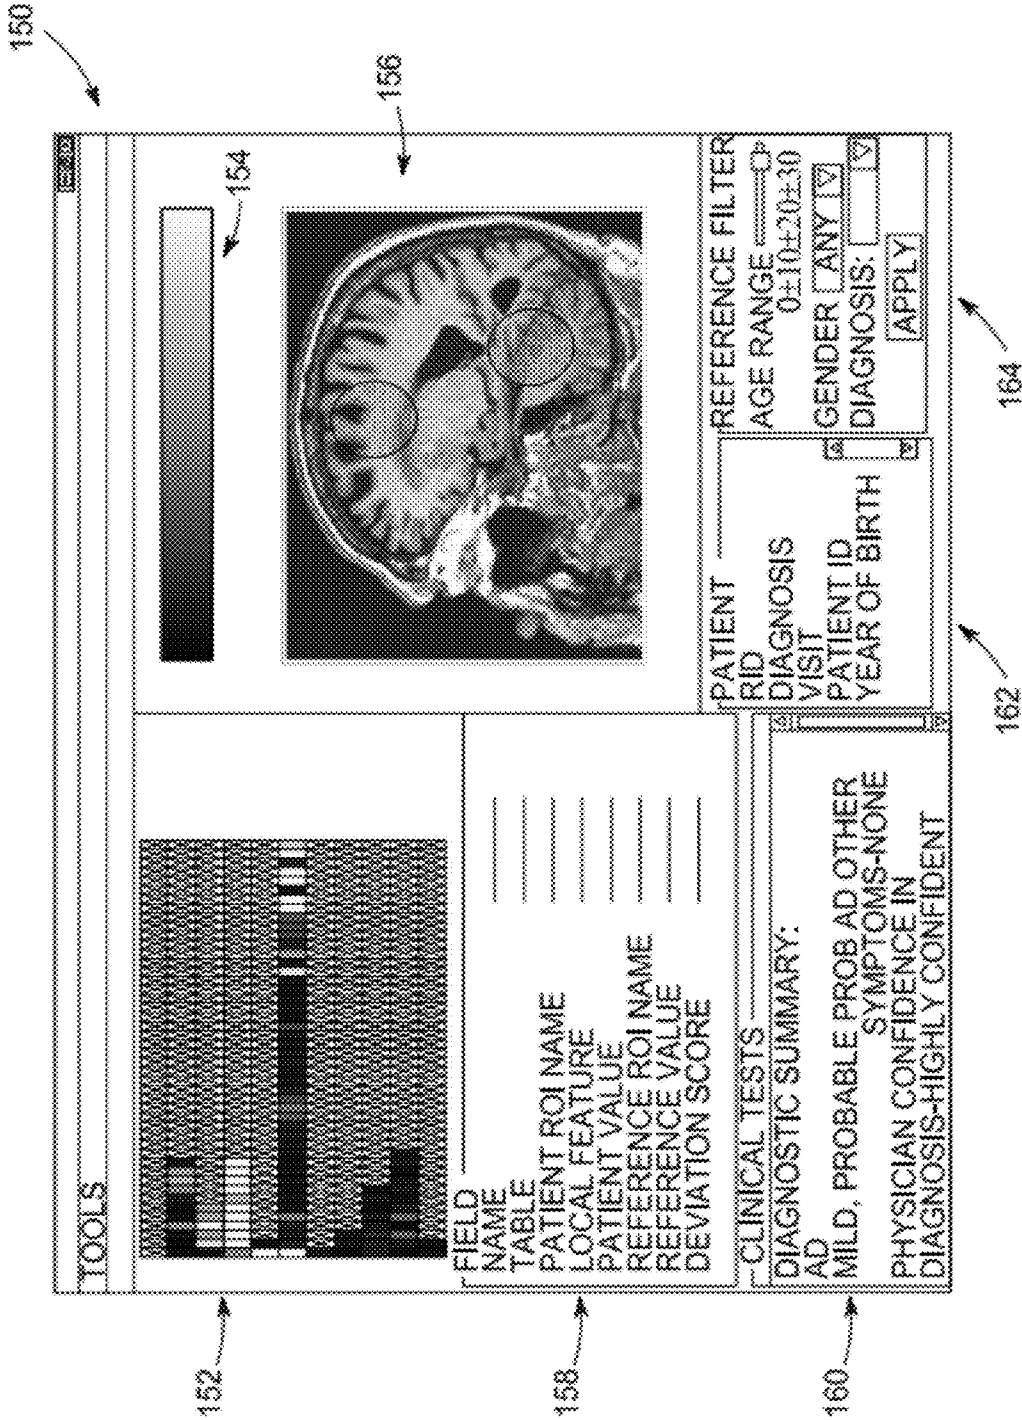 150
TOOLS
152
154
156
FIELD
NAME
TABLE
PATIENT ROI NAME
LOCAL FEATURE
PATIENT VALUE
REFERENCE ROI NAME
REFERENCE VALUE
DEVIATION SCORE
158
CLINICAL TESTS
DIAGNOSTIC SUMMARY:
AD
MILD, PROBABLE PROB AD OTHER
SYMPTOMS-NONE
PHYSICIAN CONFIDENCE IN
DIAGNOSIS-HIGHLY CONFIDENT
160
PATIENT
RID
DIAGNOSIS
VISIT
PATIENT ID
YEAR OF BIRTH
162
REFERENCE FILTER
AGE RANGE
0±10±20±30
GENDER ANY
DIAGNOSIS:
APPLY
164